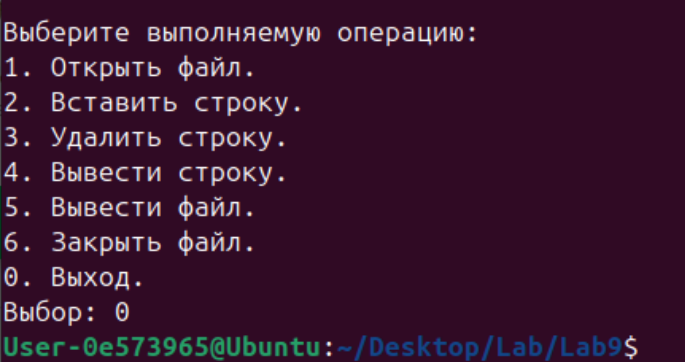 Выберите выполняемую операцию:
1. Открыть файл.
2. Вставить строку.
3. Удалить строку.
4. Вывести строку.
5. Вывести файл.
6. Закрыть файл.
0. Выход.
Выбор: 0
User-0e573965@Ubuntu:~/Desktop/Lab/Lab9$